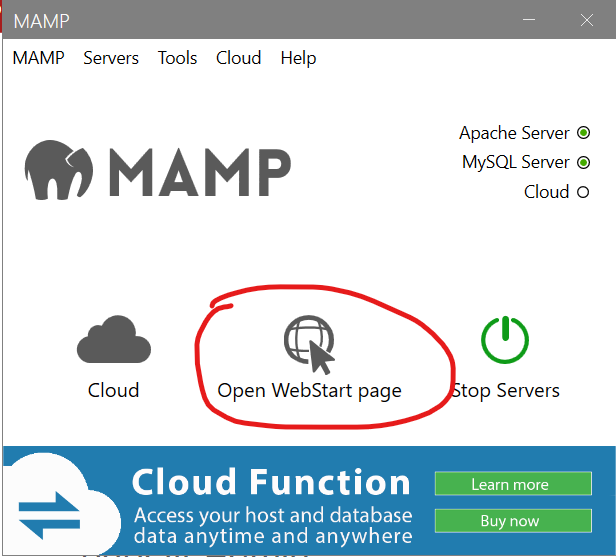 MAMP
MAMP Servers Tools Cloud Help
Apache Server
MySQL Server
Cloud
MAMP
Cloud
Open WebStart page
Stop Servers
Cloud Function
Access your host and database
data anytime and anywhere
Learn more
Buy now